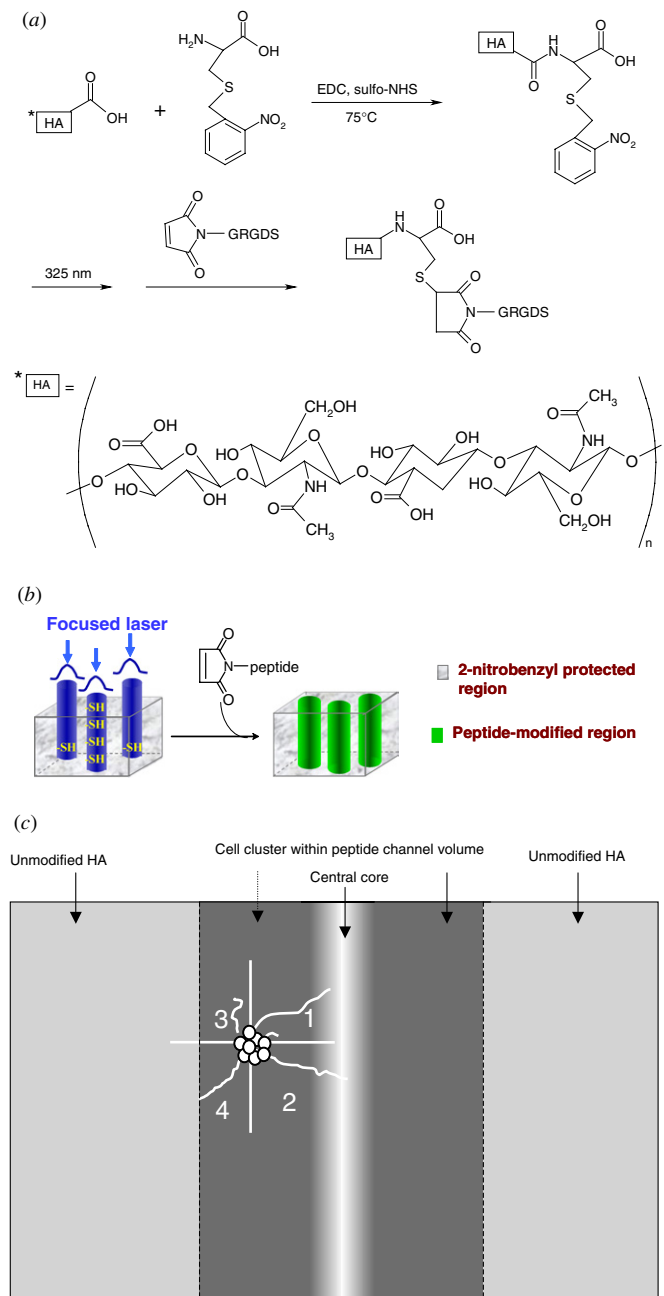 (a)
H₂N
O
OH
S
NO₂
O
OH
*
HA
+
EDC, sulfo-NHS
75°C
HA
H
N
O
O
OH
S
NO₂
325 nm
O
N
GRGDS
O
HA
H
N
O
OH
S
O
N
GRGDS
O
* HA =
O
OH
O
O
HO
OH
CH₂OH
HO
O
O
NH
O
CH₃
O
HO
OH
O
O
OH
O
CH₃
NH
O
HO
O
CH₂OH
O
n
(b)
Focused laser
-SH
-SH
-SH
-SH
-SH
-SH
O
N
peptide
O
2-nitrobenzyl protected
region
Peptide-modified region
(c)
Unmodified HA
Cell cluster within peptide channel volume
Unmodified HA
Central core
3
1
4
2